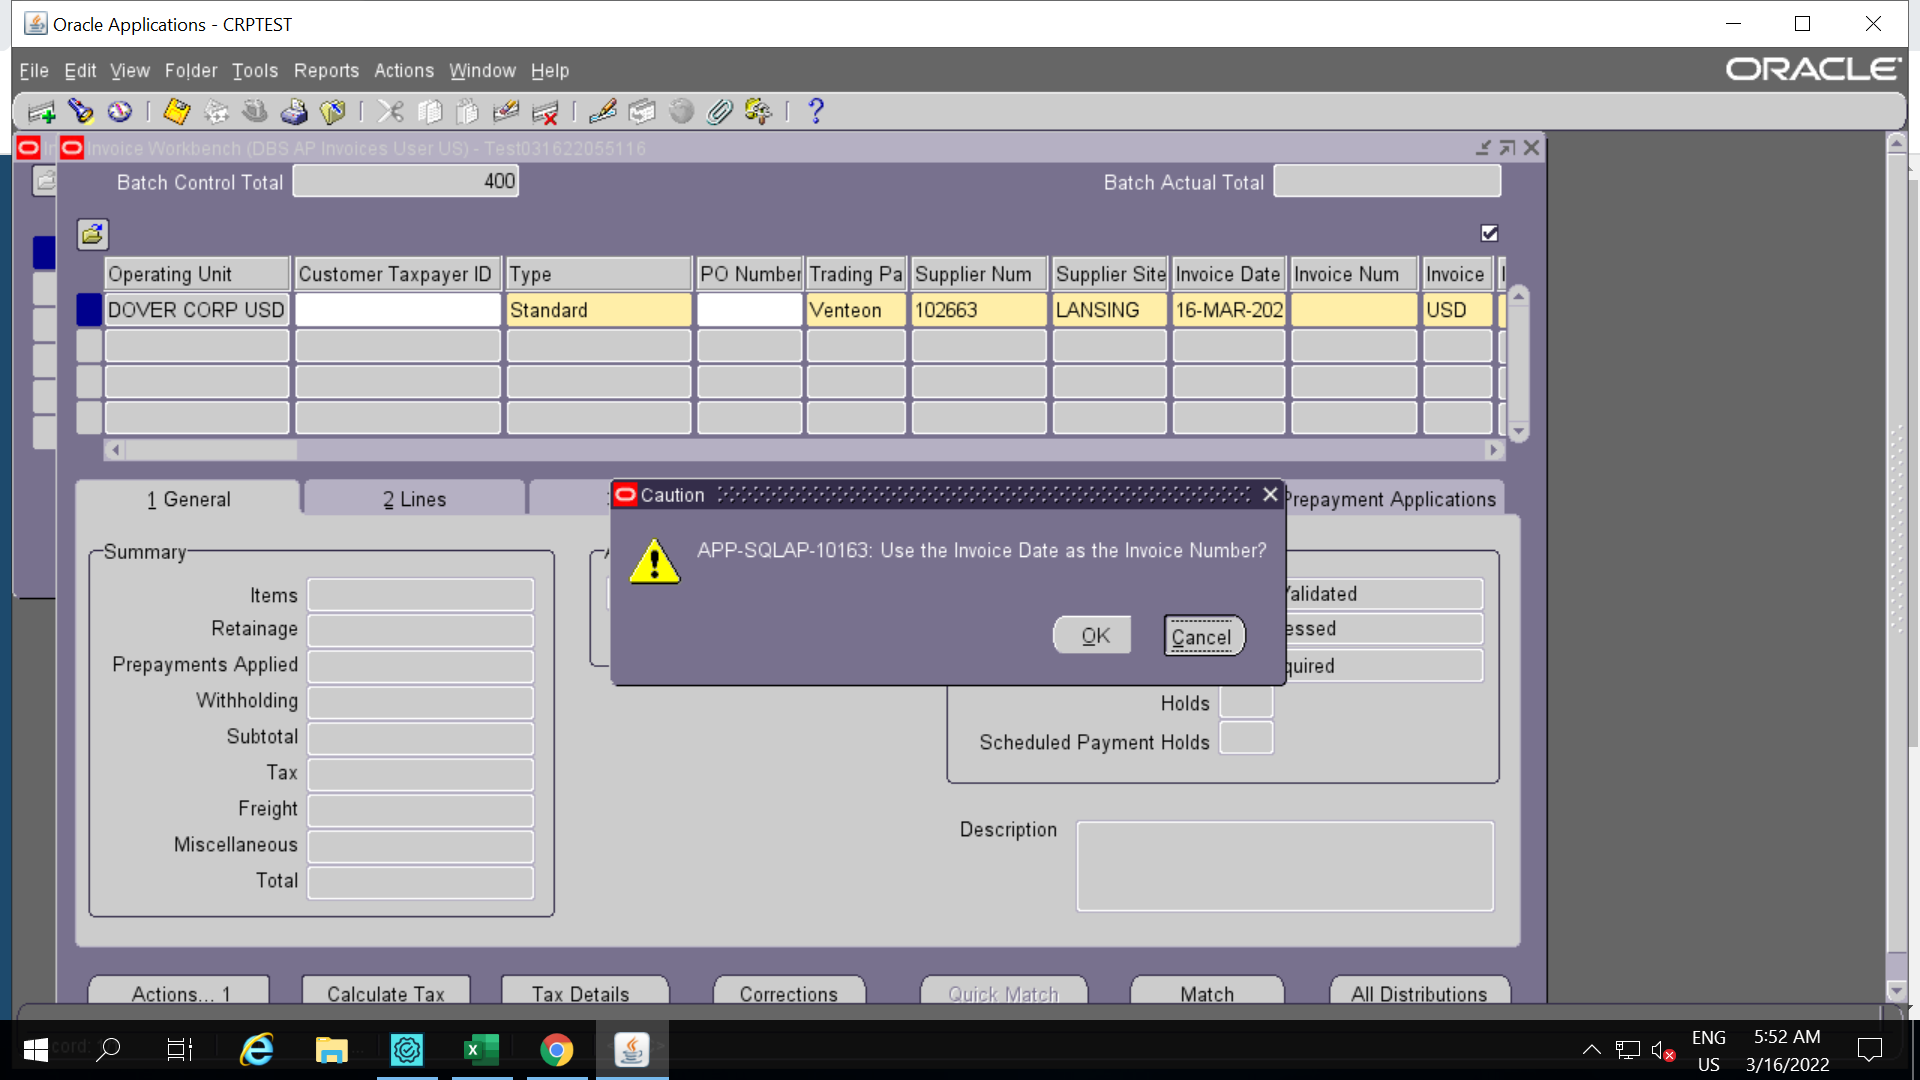 Oracle Applications - CRPTEST
File Edit View Folder Tools Reports Actions Window Help
ORACLE
Invoice Workbench (DBS AP Invoices User US) - Test031622055116
Batch Control Total 400 Batch Actual Total
Operating Unit Customer Taxpayer ID Type PO Number Trading Pa Supplier Num Supplier Site Invoice Date Invoice Num Invoice
DOVER CORP USD Standard Venteon 102663 LANSING 16-MAR-202 USD
1 General 2 Lines Prepayment Applications
Caution
APP-SQLAP-10163: Use the Invoice Date as the Invoice Number?
OK Cancel
Summary
Items
Retainage
Prepayments Applied
Withholding
Subtotal
Tax
Freight
Miscellaneous
Total
Validated
essed
quired
Holds
Scheduled Payment Holds
Description
Actions... 1 Calculate Tax Tax Details Corrections Quick Match Match All Distributions
ENG
US
5:52 AM
3/16/2022